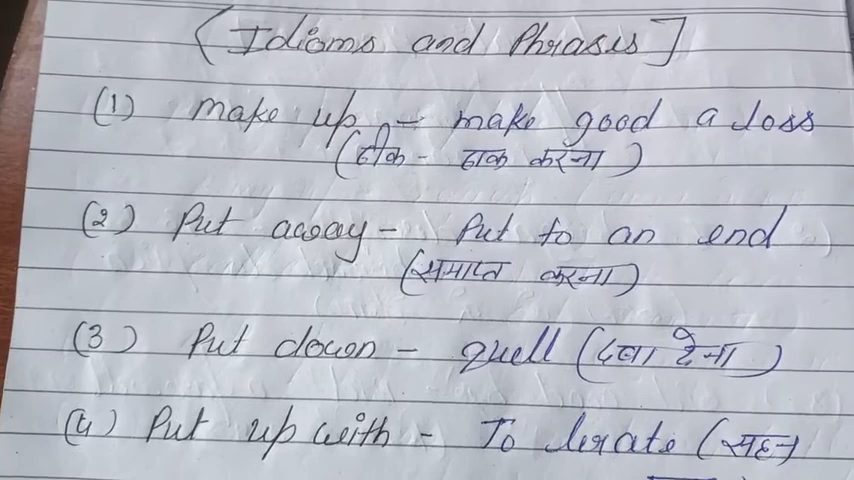 (Idioms and Phrases]
(1) make up - make good a loss
(ठीक - ठाक करना)
(2) Put away - Put to an end
(समाप्त करना)
(3) Put down - quell (दबा देना)
(4) Put up with - To lerate (सहन